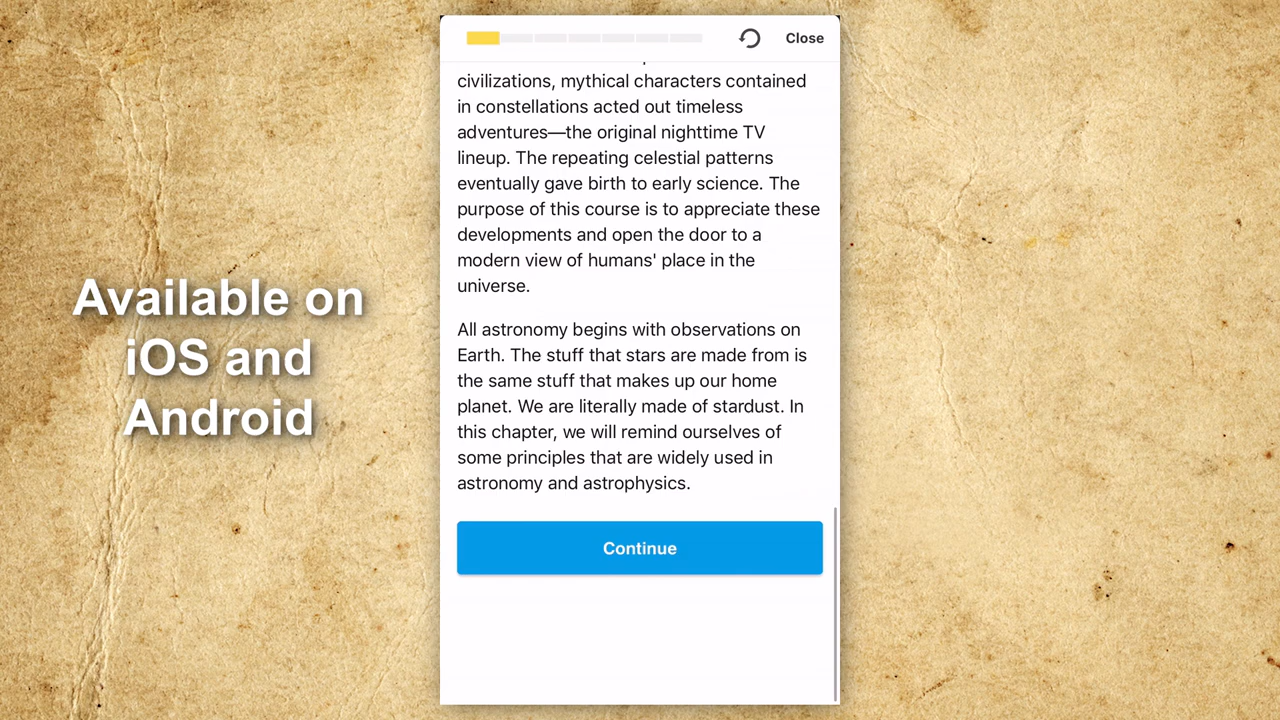 Available on
iOS and
Android
Close
civilizations, mythical characters contained
in constellations acted out timeless
adventures—the original nighttime TV
lineup. The repeating celestial patterns
eventually gave birth to early science. The
purpose of this course is to appreciate these
developments and open the door to a
modern view of humans' place in the
universe.
All astronomy begins with observations on
Earth. The stuff that stars are made from is
the same stuff that makes up our home
planet. We are literally made of stardust. In
this chapter, we will remind ourselves of
some principles that are widely used in
astronomy and astrophysics.
Continue